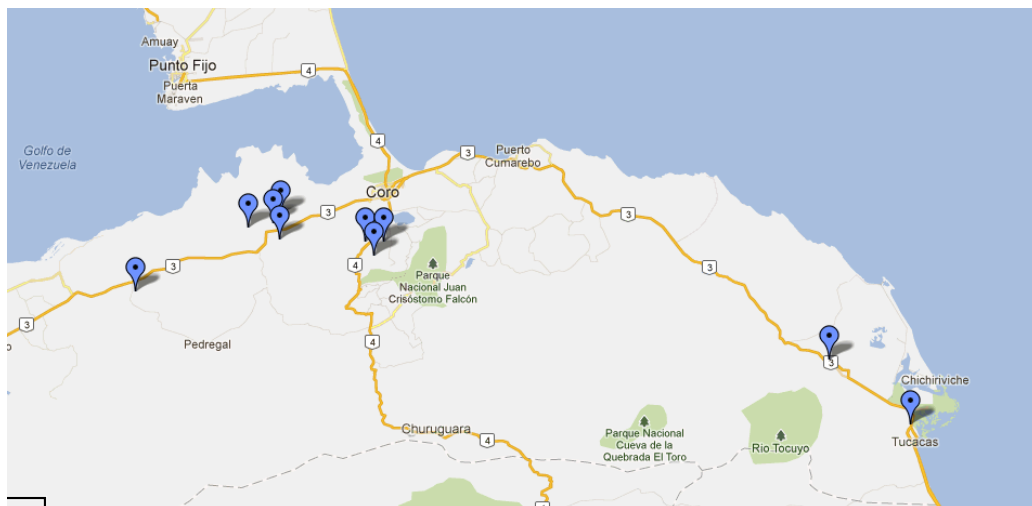 Amuay
Punto Fijo
Puerta
Maraven
4
4
Golfo de
Venezuela
3
Puerto
Cumarebo
Coro
3
3
3
4
3
Parque
Nacional Juan
Crisóstomo Falcón
3
o
Pedregal
4
3
Chichiriviche
Churuguara
4
Parque Nacional
Cueva de la
Quebrada El Toro
Rio Tocuyo
Tucacas
4